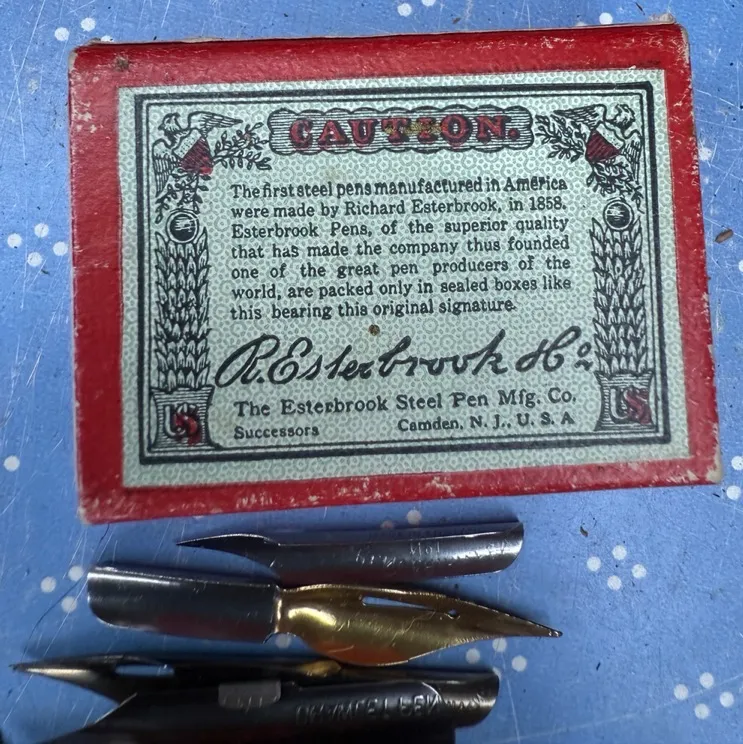 CAUTION.
The first steel pens manufactured in America
were made by Richard Esterbrook, in 1858.
Esterbrook Pens, of the superior quality
that has made the company thus founded
one of the great pen producers of the
world, are packed only in sealed boxes like
this bearing this original signature.
R. Esterbrook & Co
The Esterbrook Steel Pen Mfg. Co.
Successors Camden, N. J., U. S. A
US US